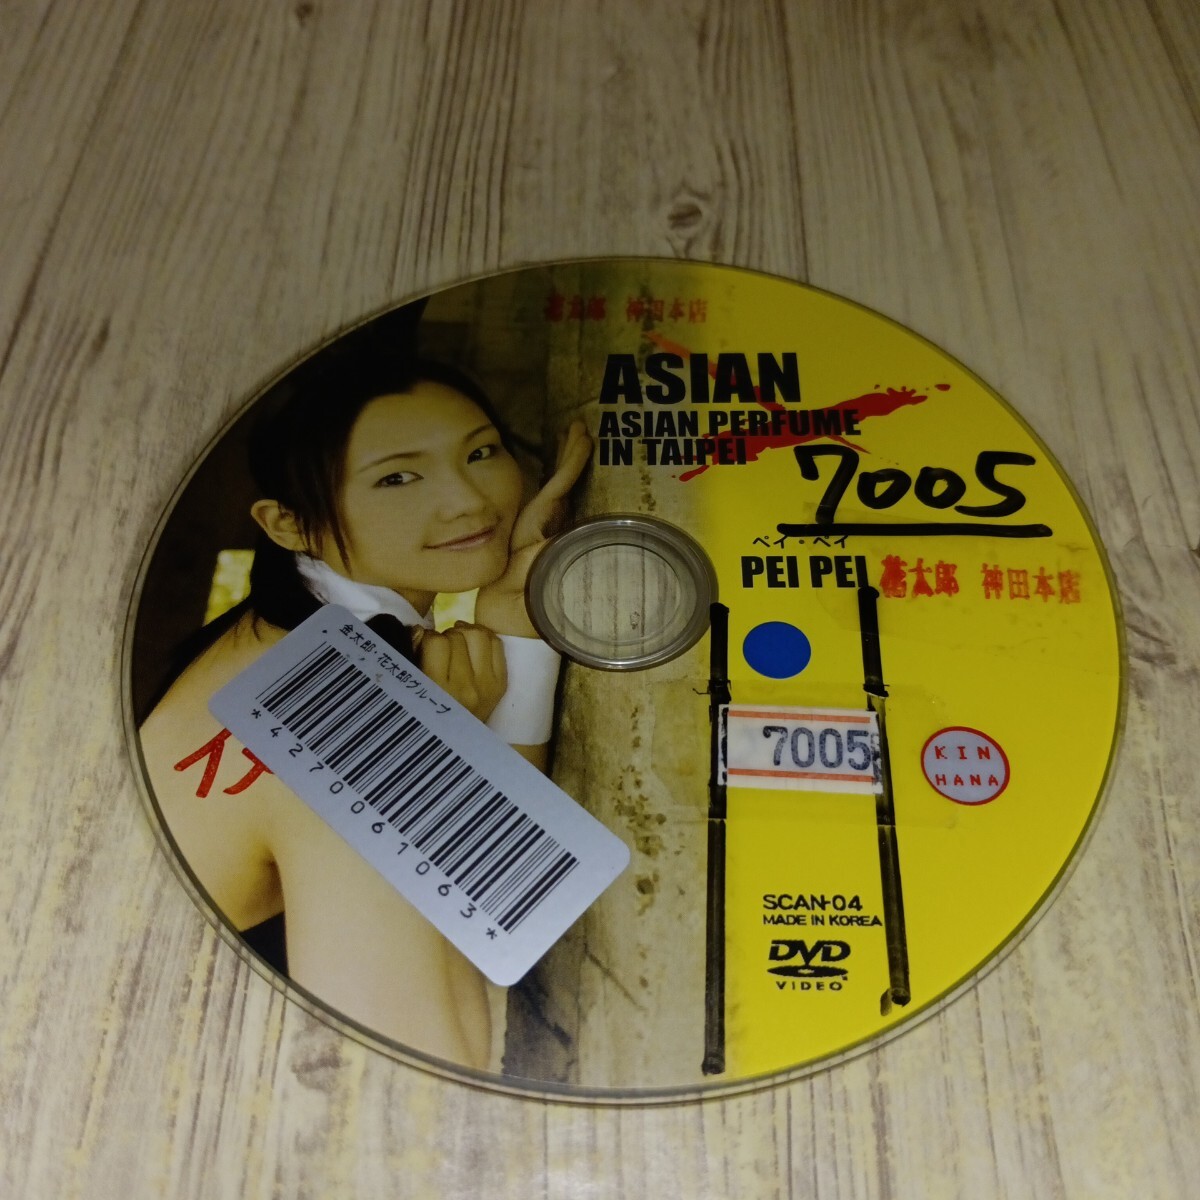 花太郎 神田本店
ASIAN
ASIAN PERFUME
IN TAIPEI
7005
ペイ・ペイ
PEI PEI
花太郎 神田本店
7005
KIN
HANA
金太郎・花太郎グループ
*4270061063*
SCAN-04
MADE IN KOREA
DVD
VIDEO